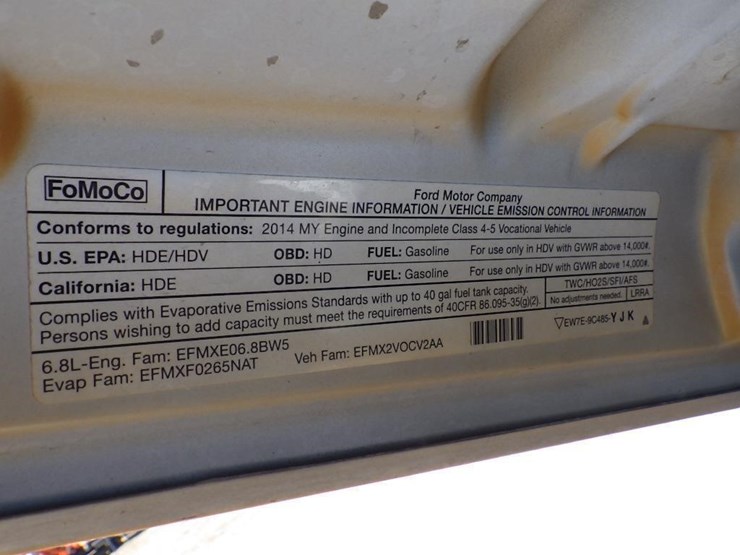 FoMoCo
Ford Motor Company
IMPORTANT ENGINE INFORMATION / VEHICLE EMISSION CONTROL INFORMATION
Conforms to regulations: 2014 MY Engine and Incomplete Class 4-5 Vocational Vehicle
U.S. EPA: HDE/HDV OBD: HD FUEL: Gasoline For use only in HDV with GVWR above 14,000#.
California: HDE OBD: HD FUEL: Gasoline For use only in HDV with GVWR above 14,000#.
Complies with Evaporative Emissions Standards with up to 40 gal fuel tank capacity. TWC/HO2S/SFI/AFS
Persons wishing to add capacity must meet the requirements of 40CFR 86.095-35(g)(2). No adjustments needed. LRRA
6.8L-Eng. Fam: EFMXE06.8BW5 Veh Fam: EFMX2VOCV2AA EW7E-9C485-YJK
Evap Fam: EFMXF0265NAT